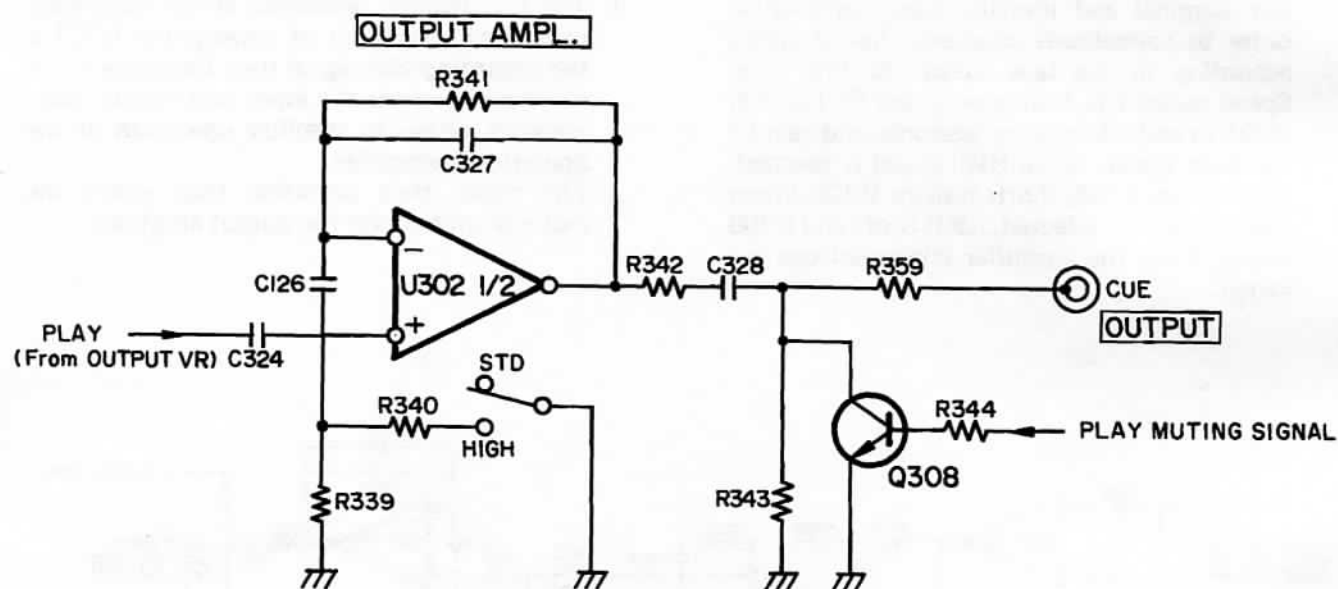 OUTPUT AMPL.
R341
C327
C126
−
U302 1/2
+
R342
C328
R359
CUE
OUTPUT
PLAY
(From OUTPUT VR)
C324
STD
R340
HIGH
R344
PLAY MUTING SIGNAL
Q308
R339
R343